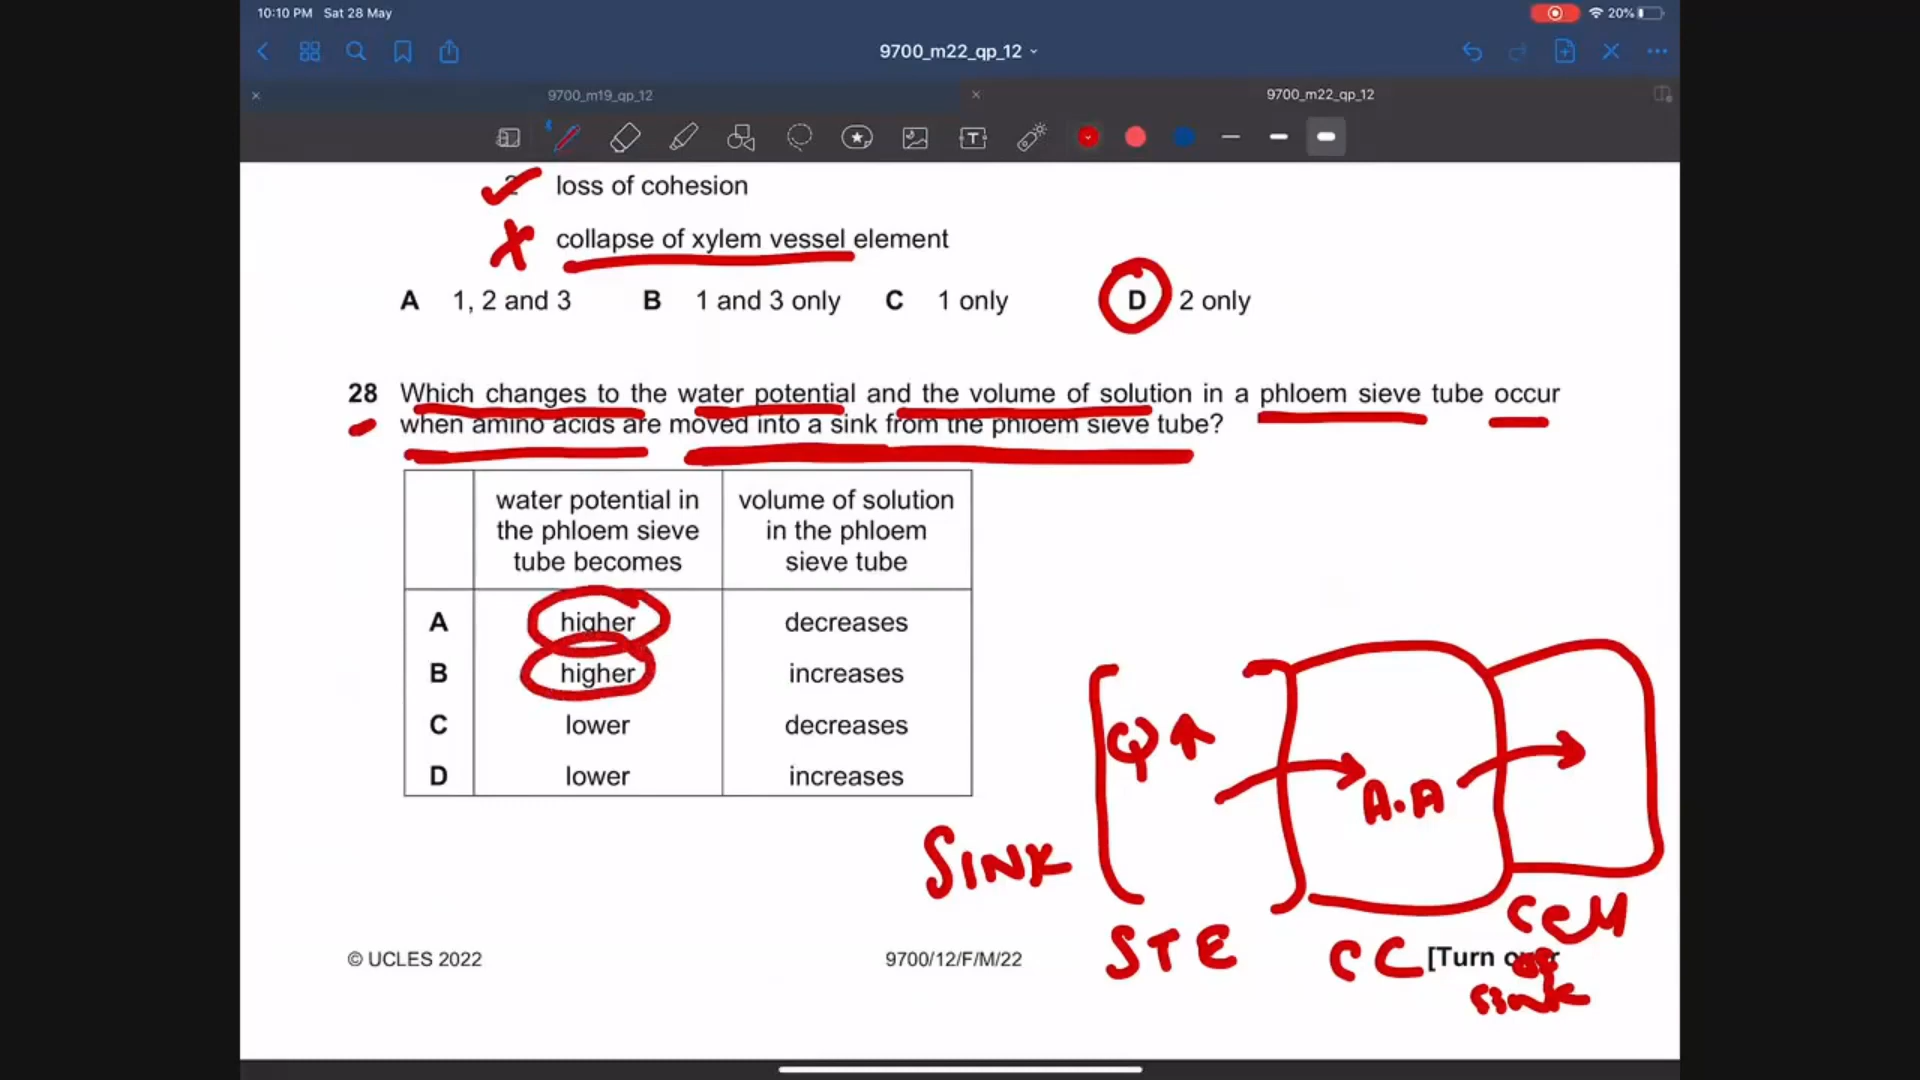 10:10 PM Sat 28 May
20%
9700_m22_qp_12
9700_m19_qp_12
9700_m22_qp_12
2 loss of cohesion
collapse of xylem vessel element
A 1, 2 and 3 B 1 and 3 only C 1 only D 2 only
28 Which changes to the water potential and the volume of solution in a phloem sieve tube occur
when amino acids are moved into a sink from the phloem sieve tube?
water potential in
the phloem sieve
tube becomes
volume of solution
in the phloem
sieve tube
A higher decreases
B higher increases
C lower decreases
D lower increases
Ψ ↑
A.A
SINK
STE
CC
© UCLES 2022
9700/12/F/M/22
[Turn over
sink